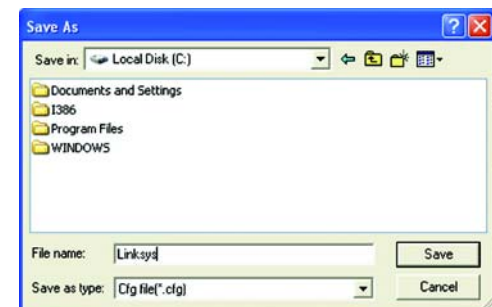 Save As
Save in: Local Disk (C:)
Documents and Settings
I386
Program Files
WINDOWS
File name: Linksys Save
Save as type: Cfg file(*.cfg) Cancel